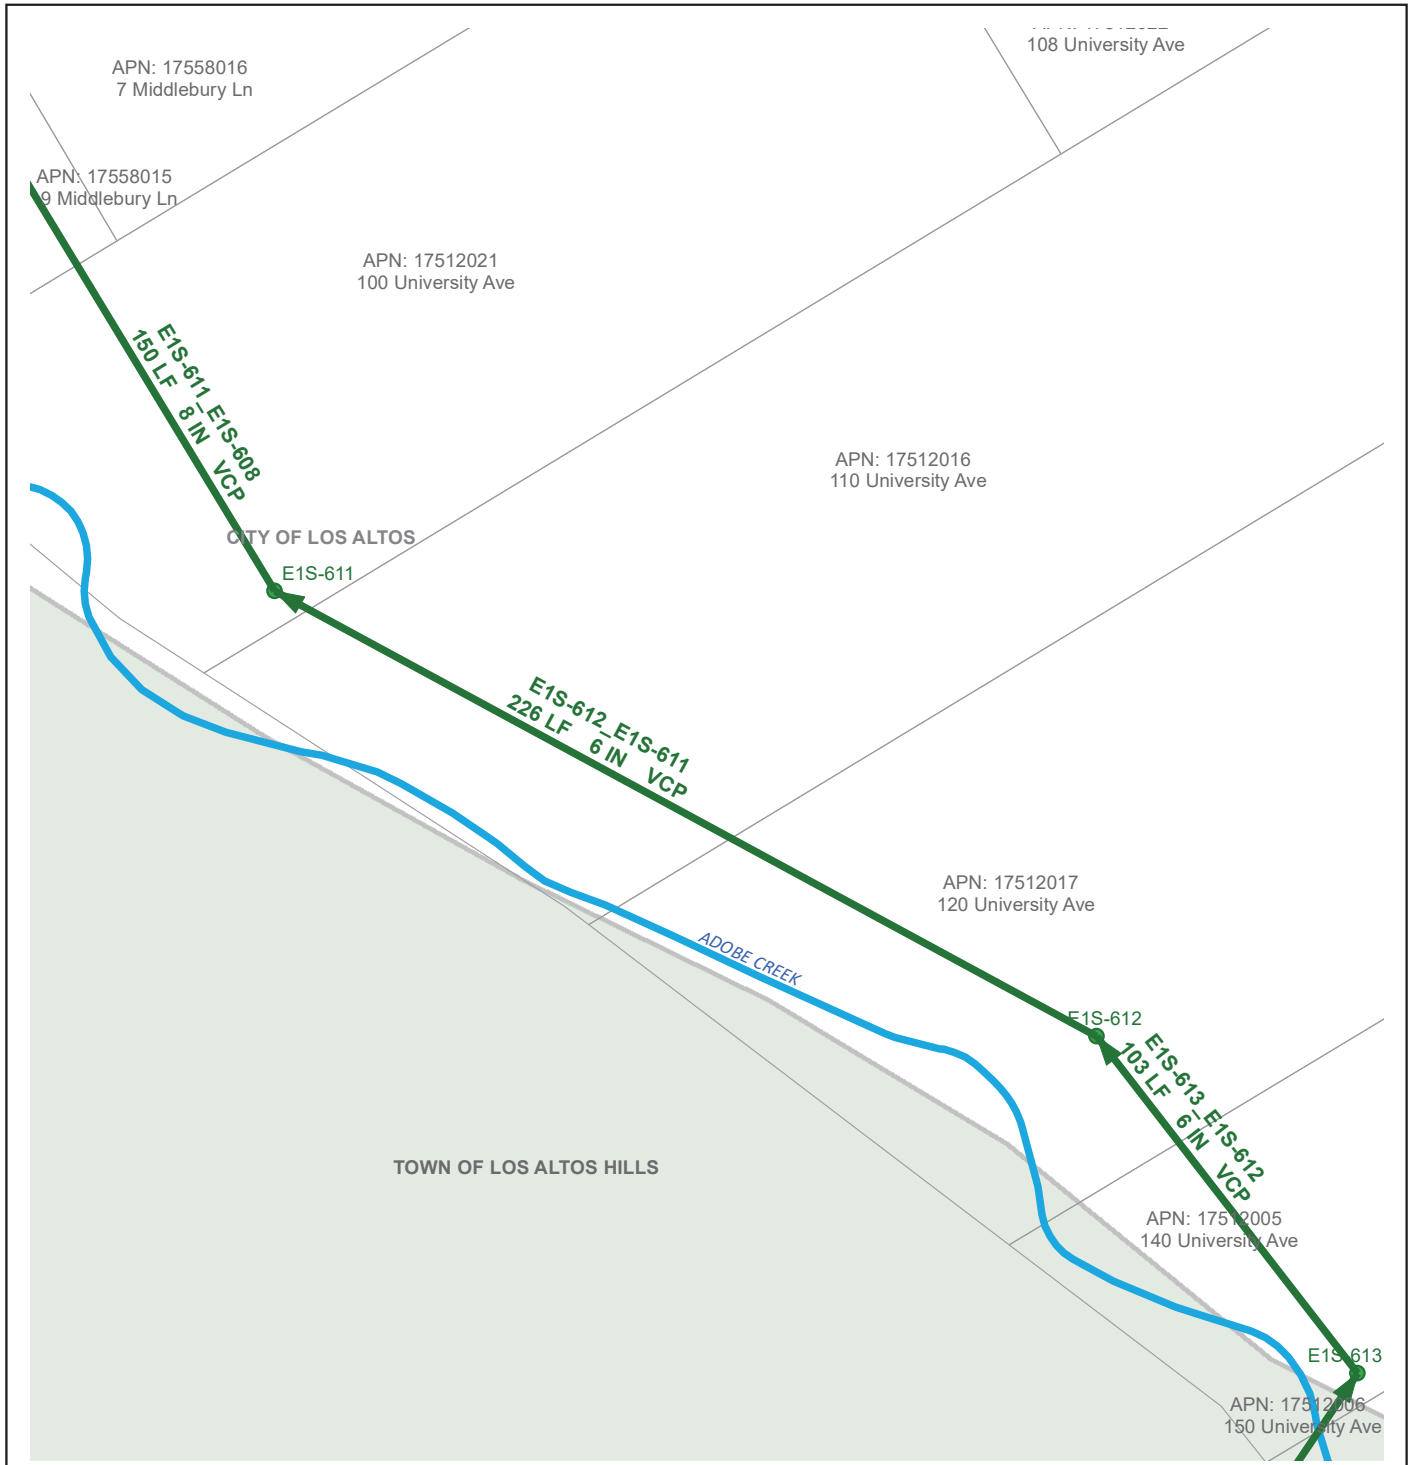 108 University Ave
APN: 17558016
7 Middlebury Ln
APN: 17558015
9 Middlebury Ln
APN: 17512021
100 University Ave
E1S-611_E1S-608
150 LF 8 IN VCP
APN: 17512016
110 University Ave
CITY OF LOS ALTOS
E1S-611
E1S-612_E1S-611
226 LF 6 IN VCP
APN: 17512017
120 University Ave
ADOBE CREEK
E1S-612
E1S-613_E1S-612
103 LF 6 IN VCP
TOWN OF LOS ALTOS HILLS
APN: 17512005
140 University Ave
E1S-613
APN: 17512006
150 University Ave